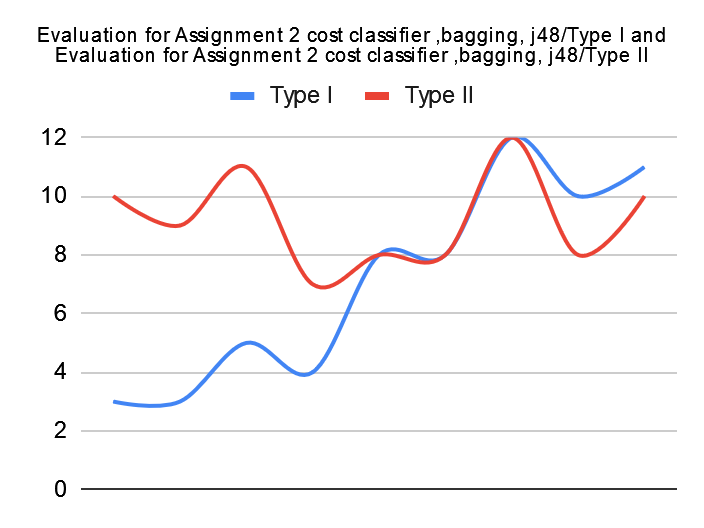 Evaluation for Assignment 2 cost classifier ,bagging, j48/Type I and
Evaluation for Assignment 2 cost classifier ,bagging, j48/Type II
Type I Type II
12
10
8
6
4
2
0